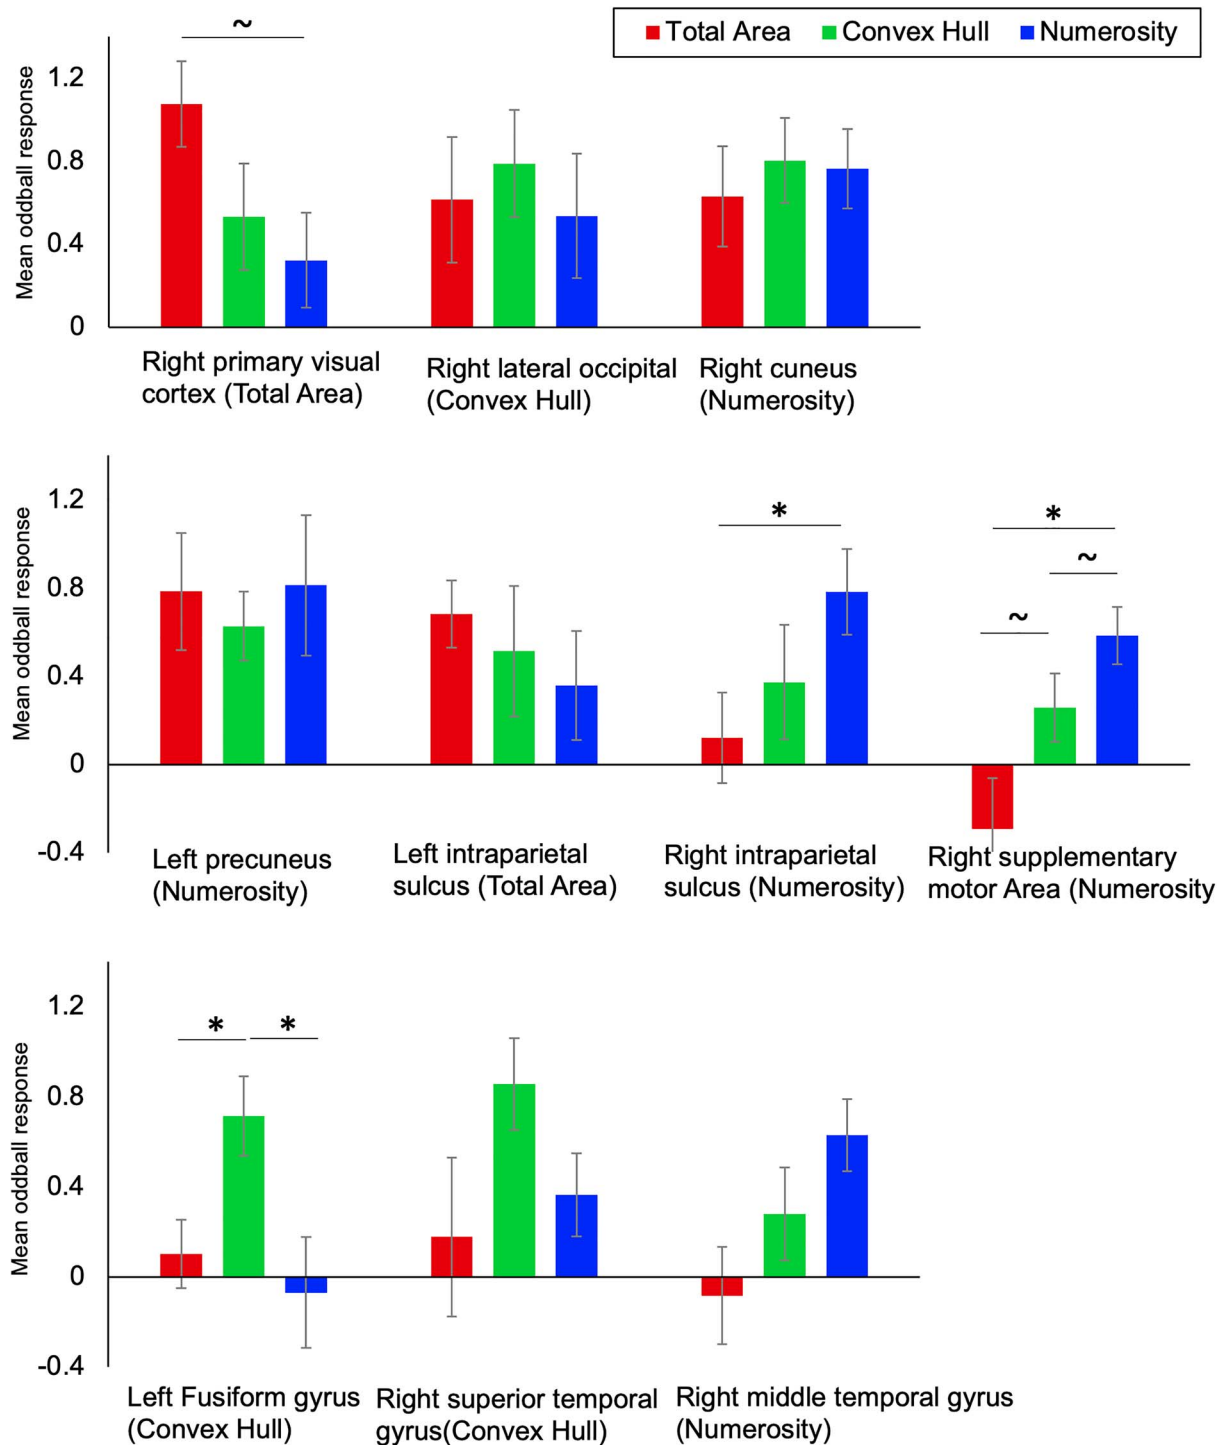 ~
Total Area Convex Hull Numerosity
Mean oddball response
1.2
0.8
0.4
0
Right primary visual
cortex (Total Area)
Right lateral occipital
(Convex Hull)
Right cuneus
(Numerosity)
Mean oddball response
1.2
0.8
0.4
0
-0.4
*
*
~
~
Left precuneus
(Numerosity)
Left intraparietal
sulcus (Total Area)
Right intraparietal
sulcus (Numerosity)
Right supplementary
motor Area (Numerosity
Mean oddball response
1.2
0.8
0.4
0
-0.4
* *
Left Fusiform gyrus
(Convex Hull)
Right superior temporal
gyrus(Convex Hull)
Right middle temporal gyrus
(Numerosity)